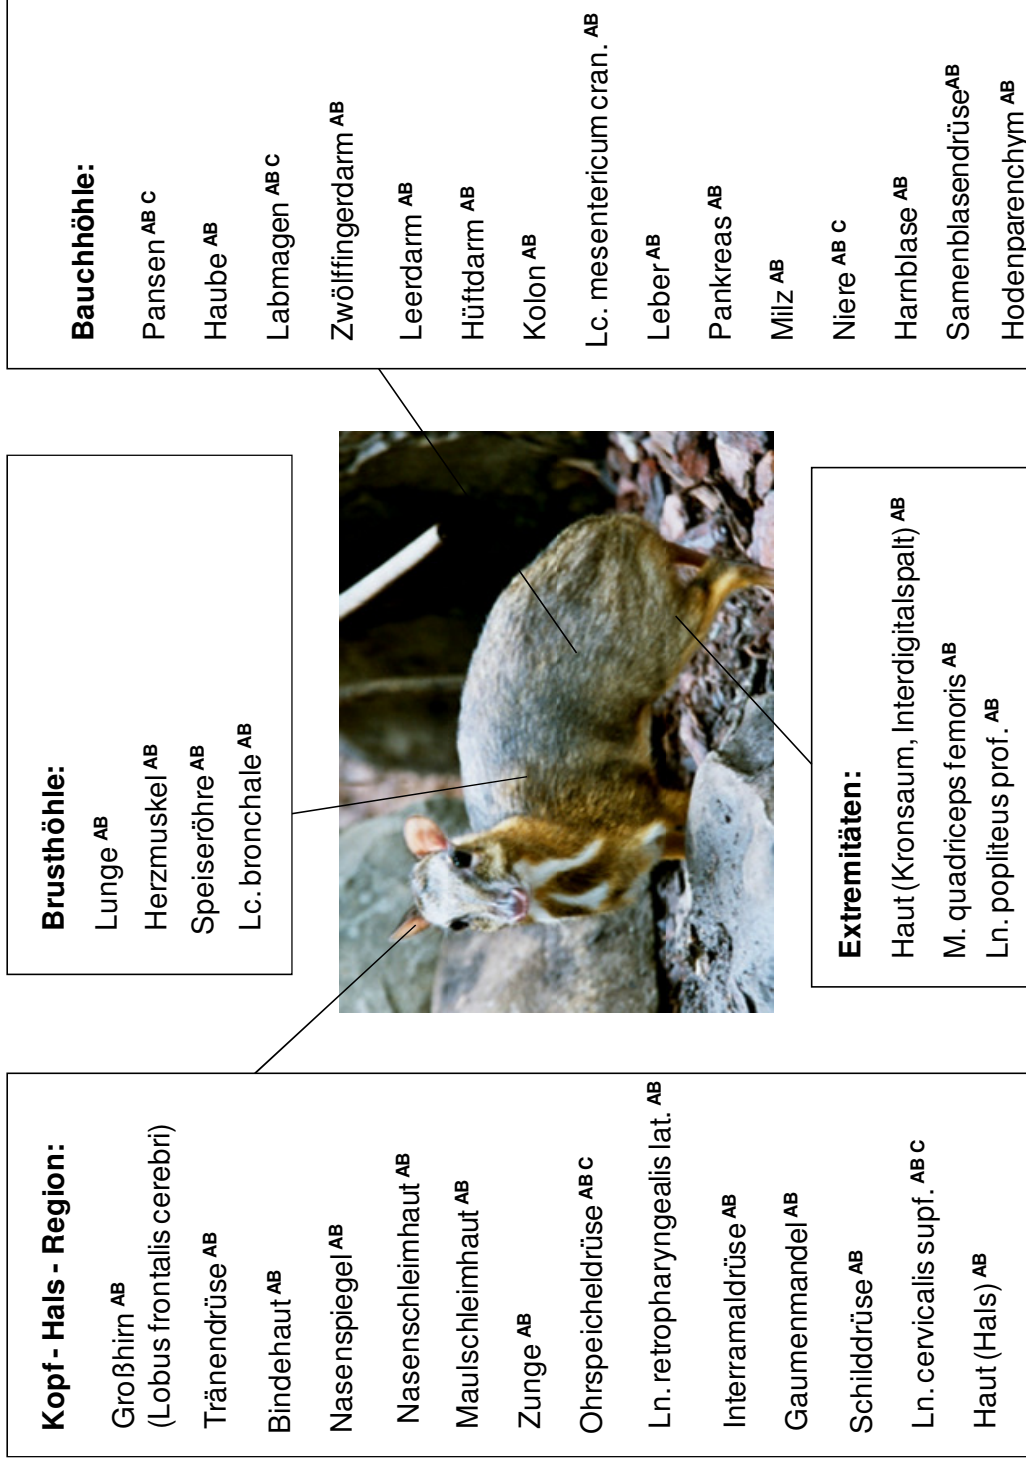 Kopf - Hals - Region:
Großhirn AB
(Lobus frontalis cerebri)
Tränendrüse AB
Bindehaut AB
Nasenspiegel AB
Nasenschleimhaut AB
Maulschleimhaut AB
Zunge AB
Ohrspeicheldrüse AB C
Ln. retropharyngealis lat. AB
Interramaldrüse AB
Gaumenmandel AB
Schilddrüse AB
Ln. cervicalis supf. AB C
Haut (Hals) AB
Brusthöhle:
Lunge AB
Herzmuskel AB
Speiseröhre AB
Lc. bronchale AB
Extremitäten:
Haut (Kronsaum, Interdigitalspalt) AB
M. quadriceps femoris AB
Ln. popliteus prof. AB
Bauchhöhle:
Pansen AB C
Haube AB
Labmagen AB C
Zwölffingerdarm AB
Leerdarm AB
Hüftdarm AB
Kolon AB
Lc. mesentericum cran. AB
Leber AB
Pankreas AB
Milz AB
Niere AB C
Harnblase AB
Samenblasendrüse AB
Hodenparenchym AB